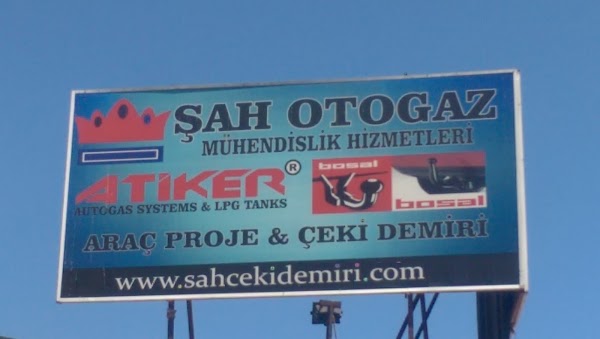 ŞAH OTOGAZ
MÜHENDİSLİK HİZMETLERİ
ATİKER®
AUTOGAS SYSTEMS & LPG TANKS
bosal
bosal
ARAÇ PROJE & ÇEKİ DEMİRİ
www.sahcekidemiri.com